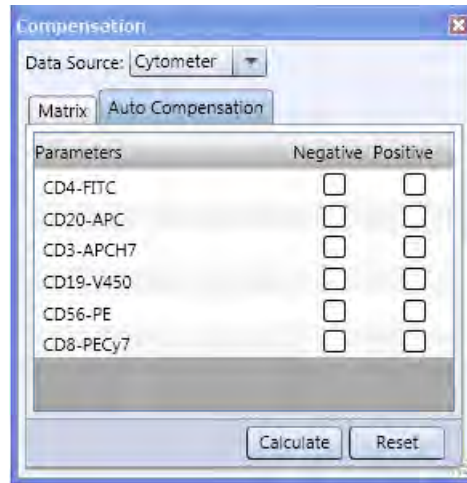 Compensation
Data Source: Cytometer
Matrix Auto Compensation
Parameters Negative Positive
CD4-FITC
CD20-APC
CD3-APCH7
CD19-V450
CD56-PE
CD8-PECy7
Calculate Reset